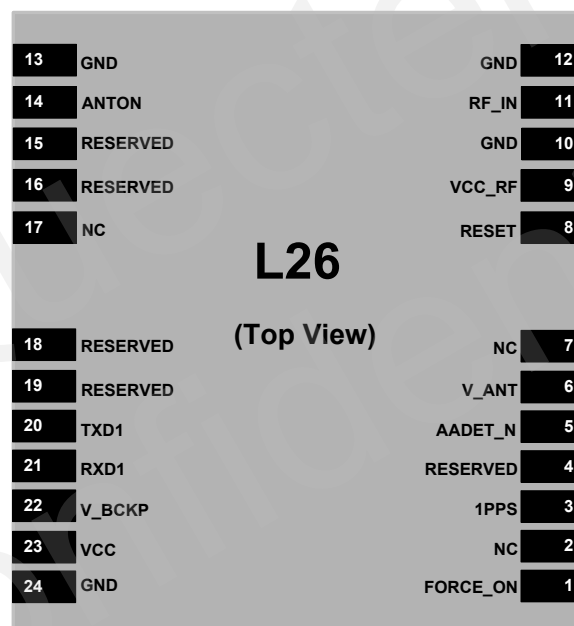 13 GND GND 12
14 ANTON RF_IN 11
15 RESERVED GND 10
16 RESERVED VCC_RF 9
17 NC RESET 8
L26
(Top View)
18 RESERVED NC 7
19 RESERVED V_ANT 6
20 TXD1 AADET_N 5
21 RXD1 RESERVED 4
22 V_BCKP 1PPS 3
23 VCC NC 2
24 GND FORCE_ON 1